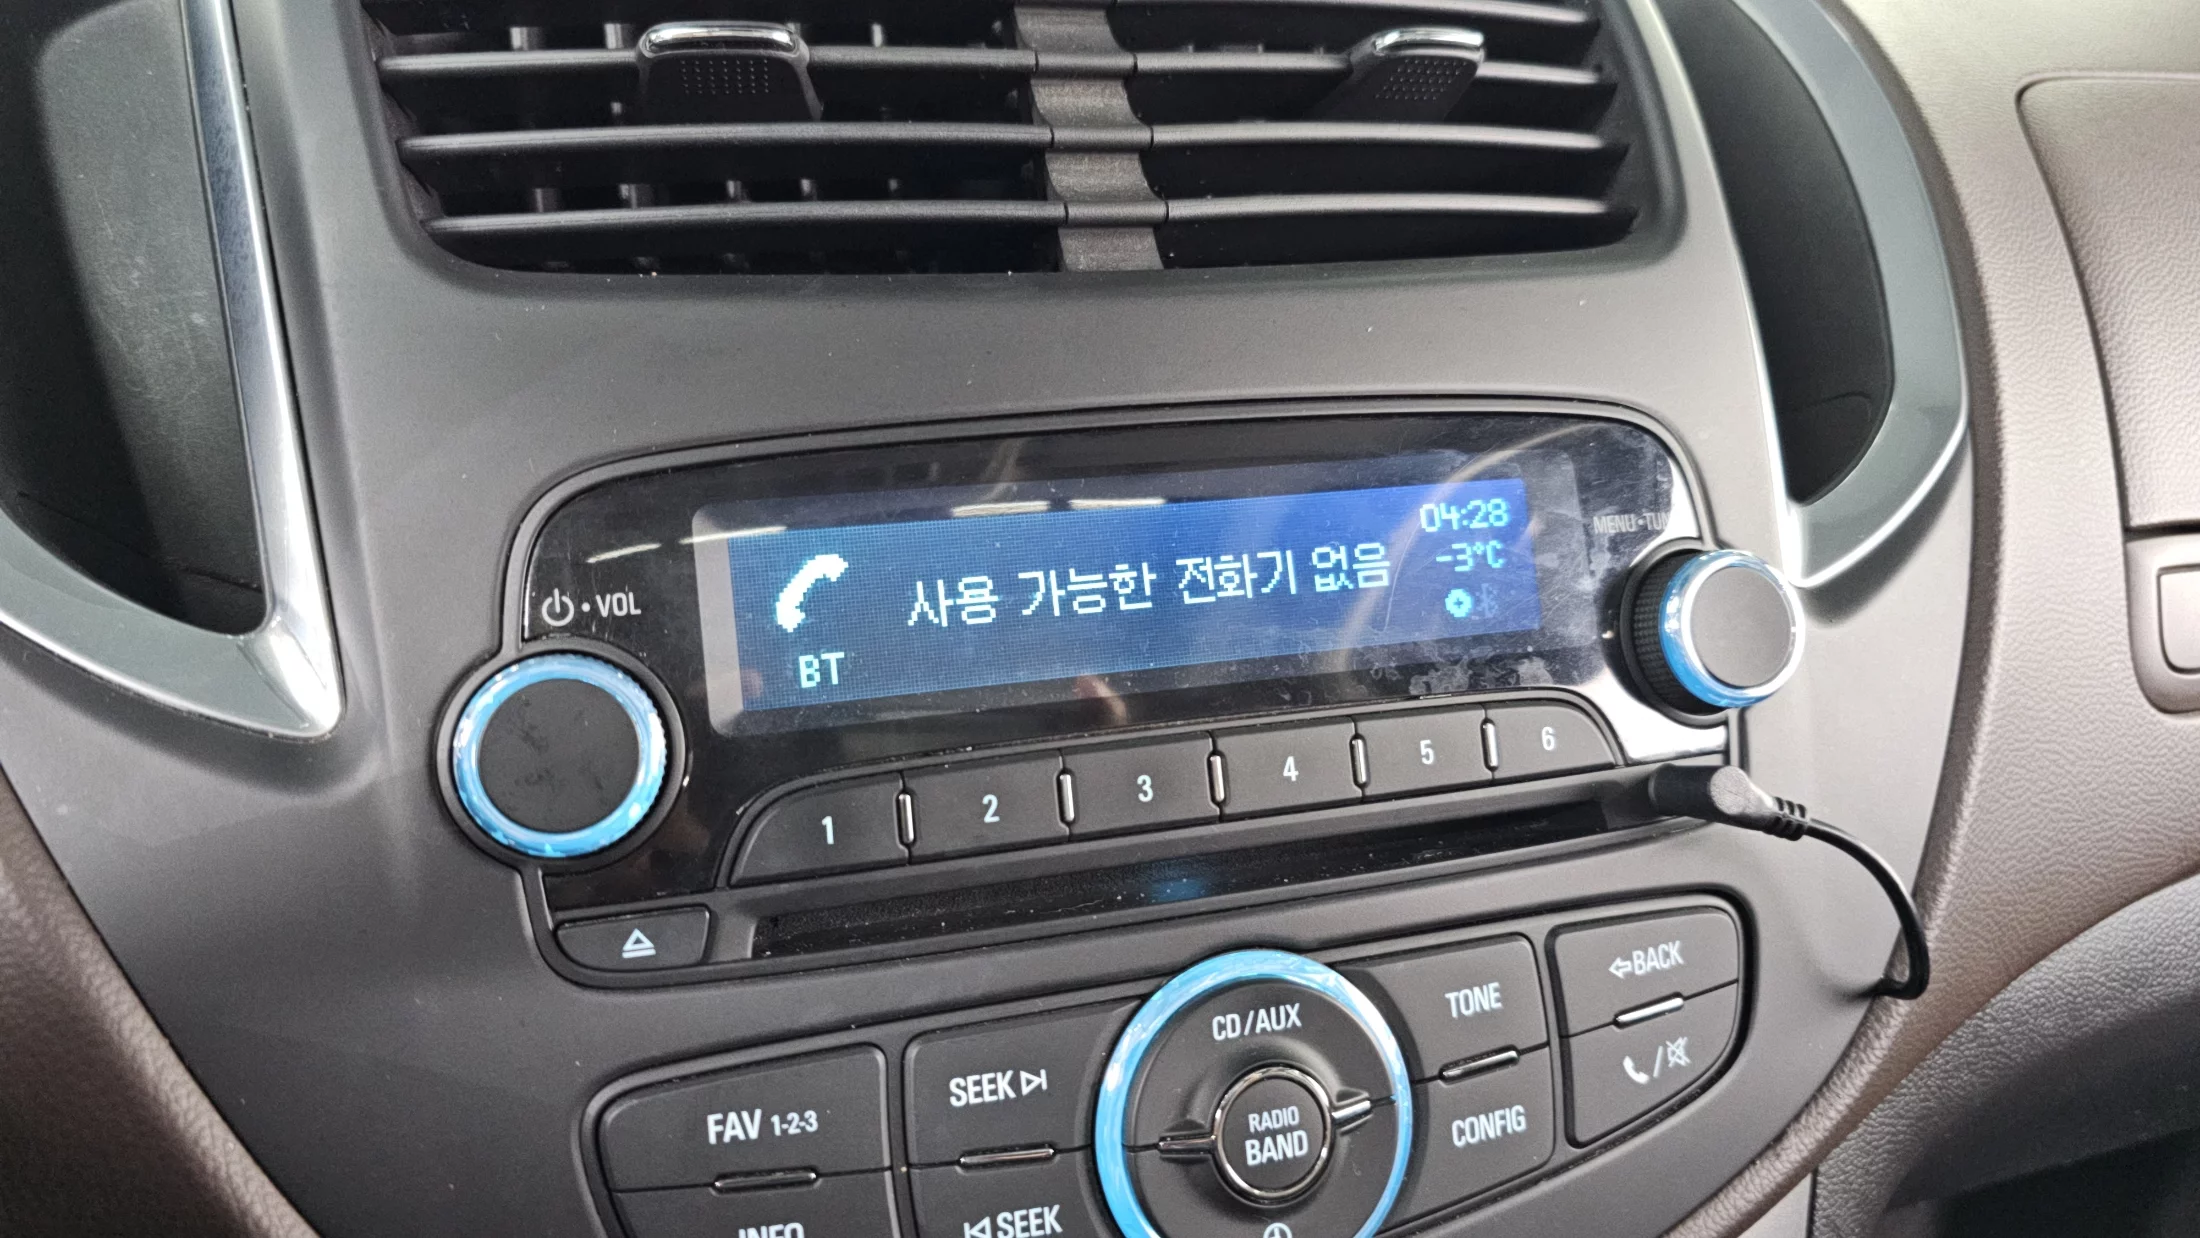 04:28
-3°C
사용 가능한 전화기 없음
BT
VOL
1
2
3
4
5
6
CD/AUX
TONE
BACK
SEEK
FAV 1-2-3
RADIO
BAND
CONFIG
SEEK